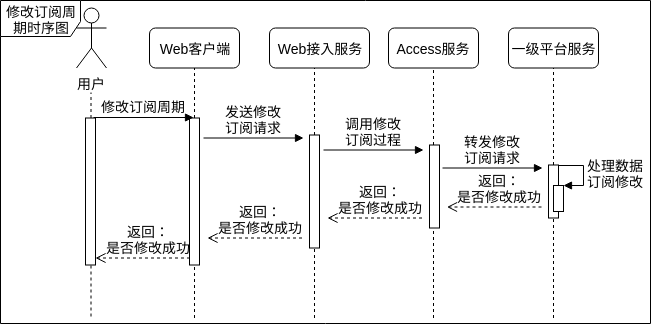 修改订阅周
期时序图
用户
Web客户端
Web接入服务
Access服务
一级平台服务
修改订阅周期
发送修改
订阅请求
调用修改
订阅过程
转发修改
订阅请求
处理数据
订阅修改
返回：
是否修改成功
返回：
是否修改成功
返回：
是否修改成功
返回：
是否修改成功